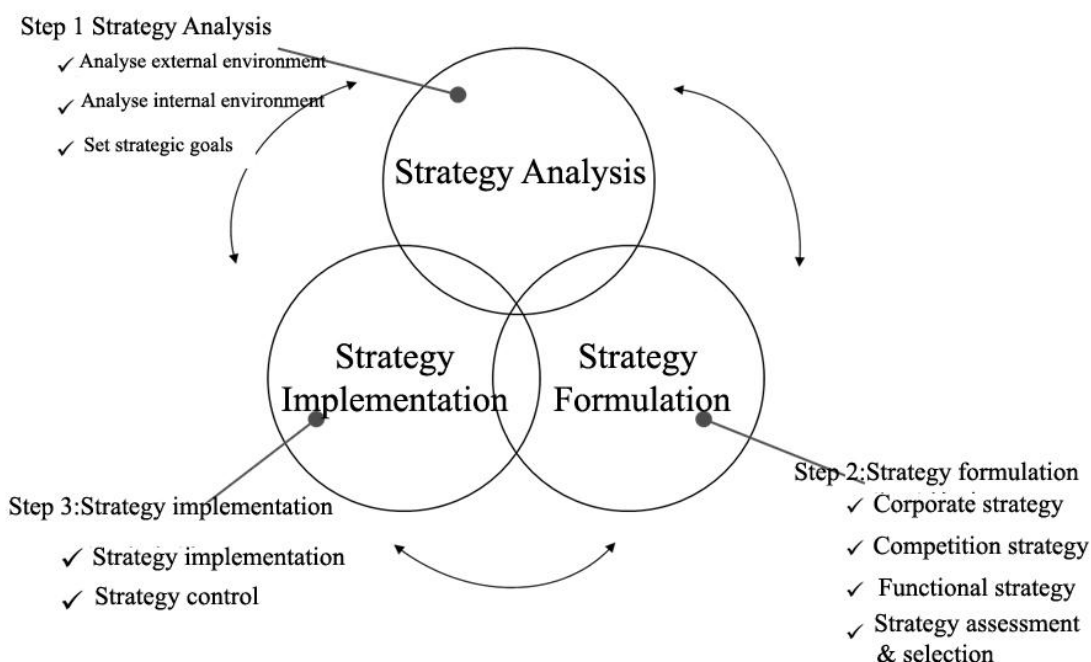 Step 1 Strategy Analysis
✓ Analyse external environment
✓ Analyse internal environment
✓ Set strategic goals
Strategy Analysis
Strategy
Implementation
Strategy
Formulation
Step 2:Strategy formulation
✓ Corporate strategy
✓ Competition strategy
✓ Functional strategy
✓ Strategy assessment
& selection
Step 3:Strategy implementation
✓ Strategy implementation
✓ Strategy control